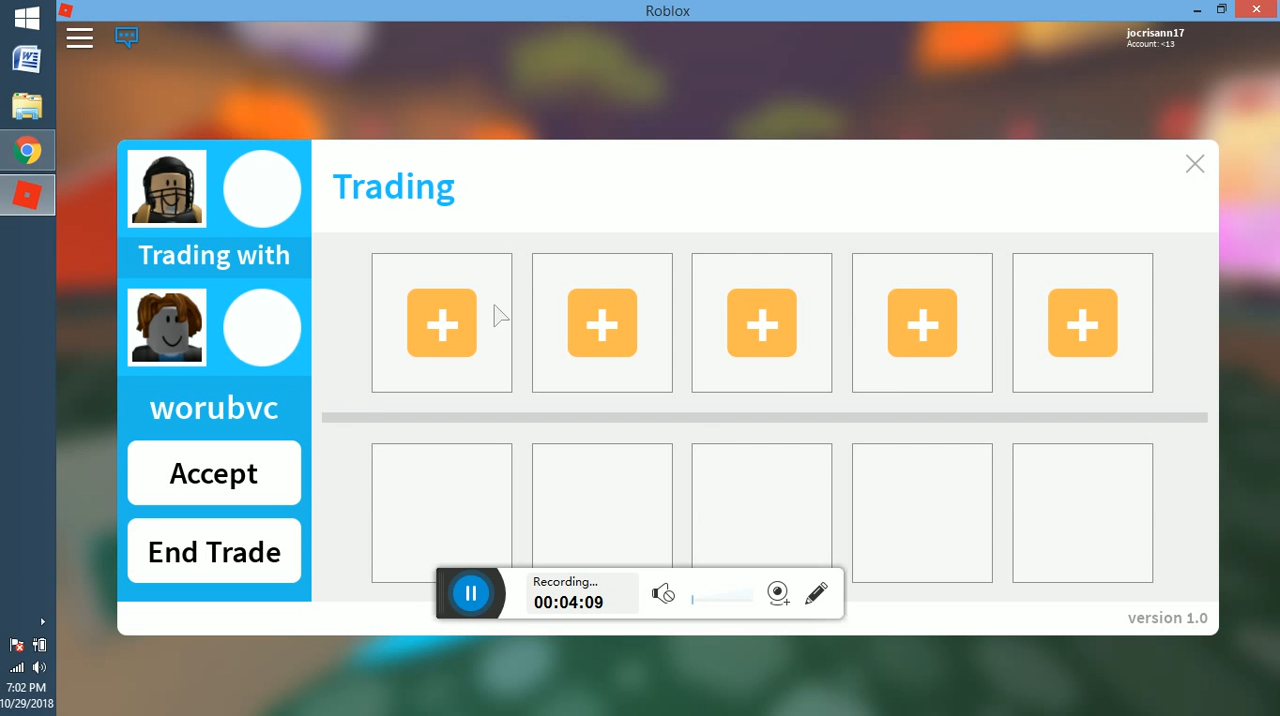 Roblox
jocrisann17
Account: <13
Trading
Trading with
worubvc
Accept
End Trade
Recording...
00:04:09
version 1.0
7:02 PM
10/29/2018